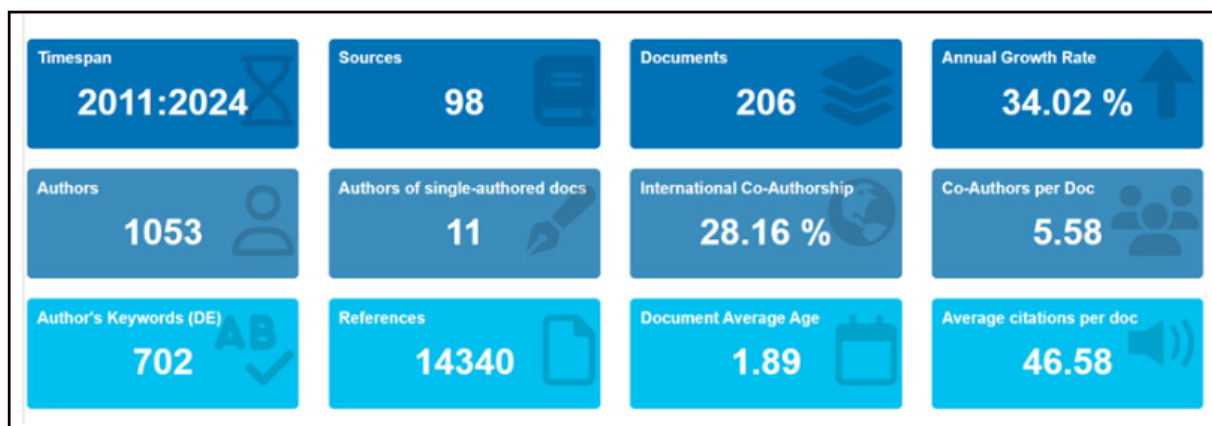 Timespan
2011:2024
Sources
98
Documents
206
Annual Growth Rate
34.02 %
Authors
1053
Authors of single-authored docs
11
International Co-Authorship
28.16 %
Co-Authors per Doc
5.58
Author's Keywords (DE)
702
AB
References
14340
Document Average Age
1.89
Average citations per doc
46.58